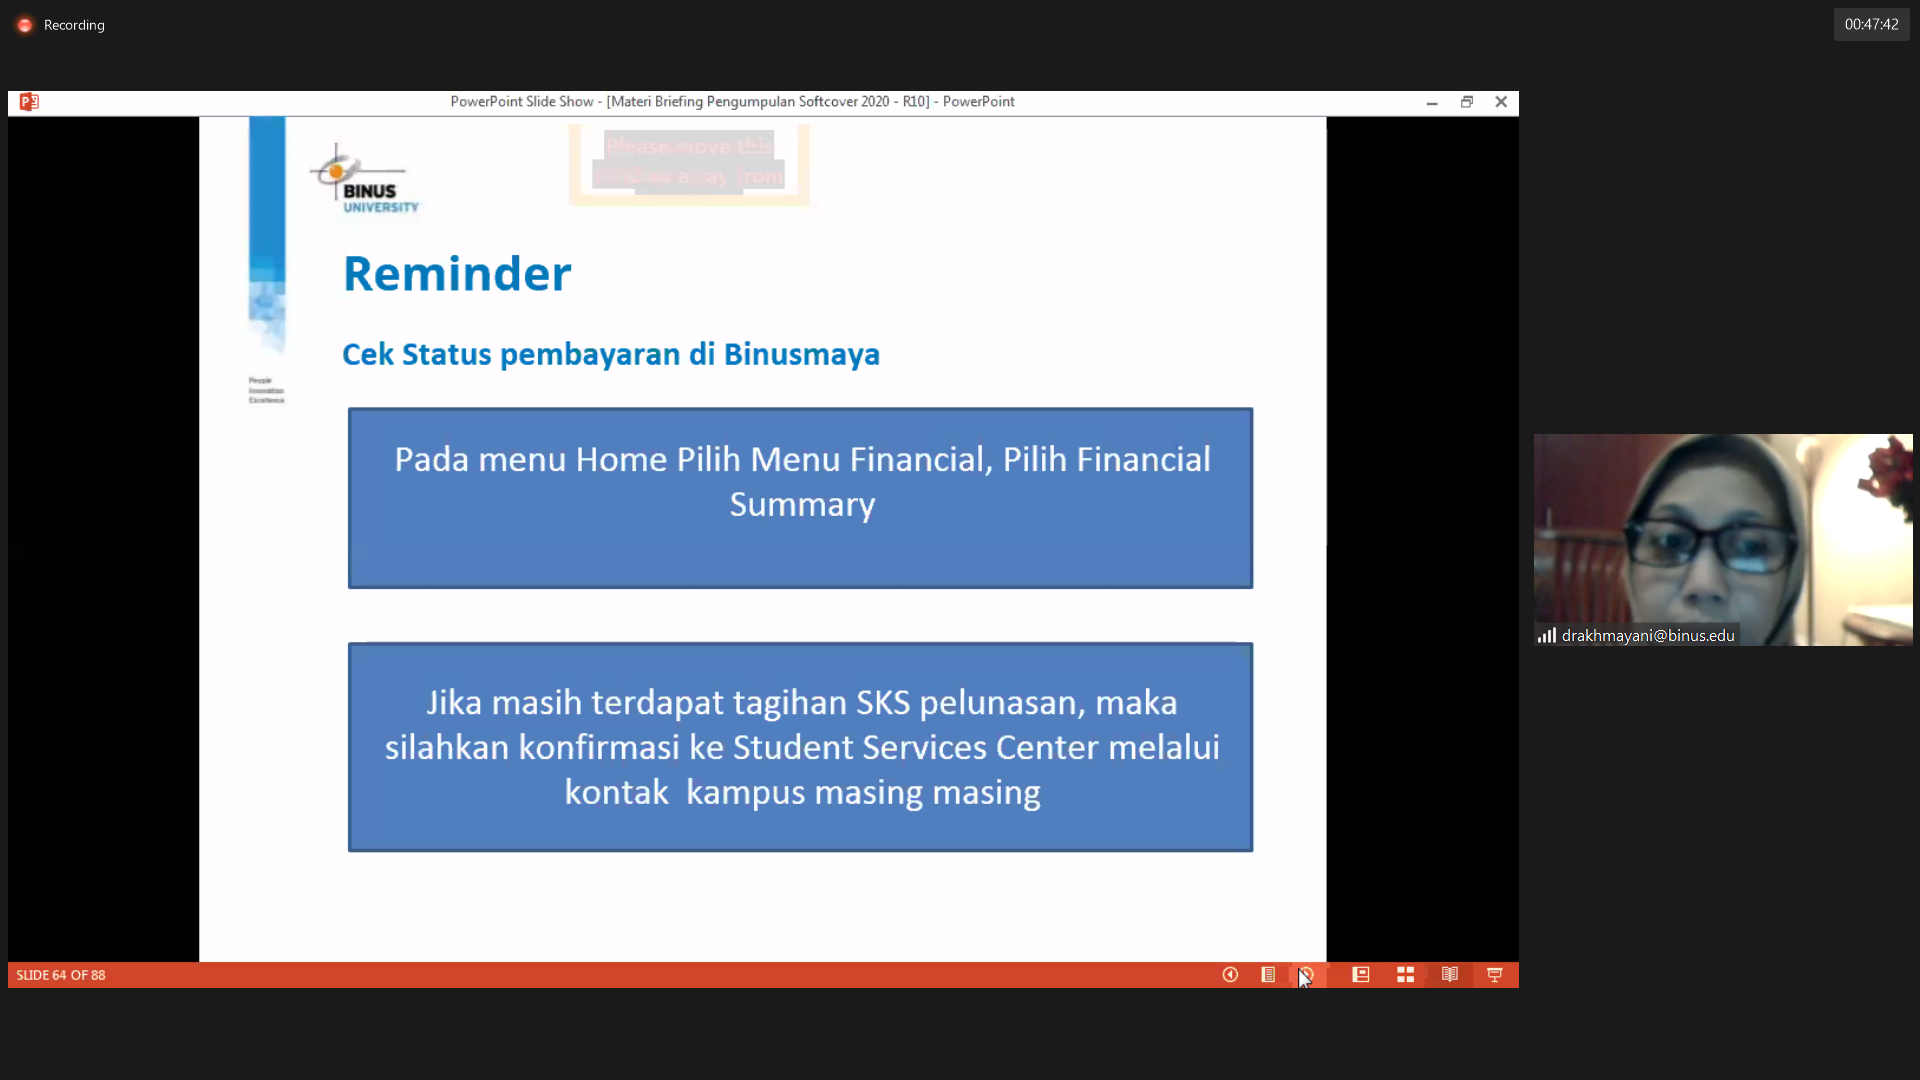 Recording
00:47:42
PowerPoint Slide Show - [Materi Briefing Pengumpulan Softcover 2020 - R10] - PowerPoint
Please move this
away from
BINUS
UNIVERSITY
Reminder
Cek Status pembayaran di Binusmaya
People
Innovation
Excellence
Pada menu Home Pilih Menu Financial, Pilih Financial
Summary
Jika masih terdapat tagihan SKS pelunasan, maka
silahkan konfirmasi ke Student Services Center melalui
kontak  kampus masing masing
drakhmayani@binus.edu
SLIDE 64 OF 88